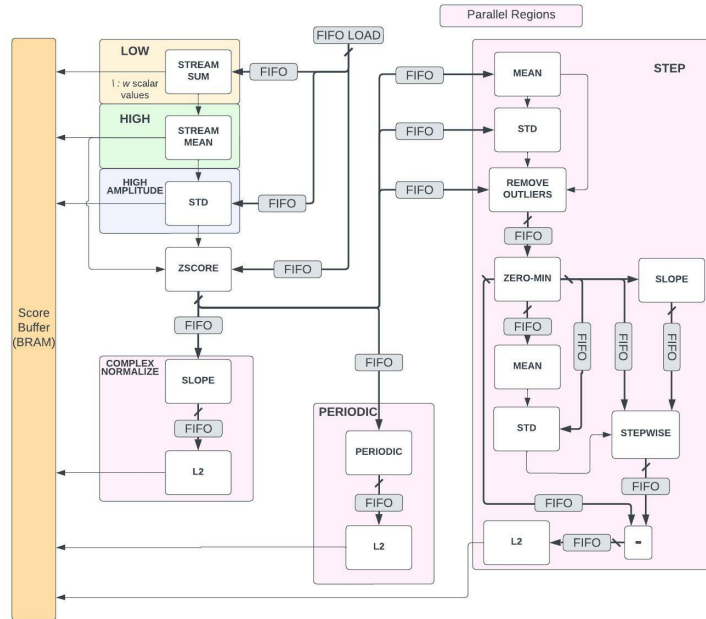 Parallel Regions
FIFO LOAD
LOW
STREAM
SUM
FIFO
\ : w scalar
values
HIGH
STREAM
MEAN
HIGH
AMPLITUDE
STD
FIFO
ZSCORE
FIFO
FIFO
Score
Buffer
(BRAM)
COMPLEX
NORMALIZE
SLOPE
FIFO
L2
FIFO
PERIODIC
PERIODIC
FIFO
L2
STEP
FIFO
MEAN
FIFO
STD
FIFO
REMOVE
OUTLIERS
FIFO
ZERO-MIN
SLOPE
FIFO
FIFO
FIFO
FIFO
MEAN
STD
STEPWISE
FIFO
FIFO
L2
FIFO
-